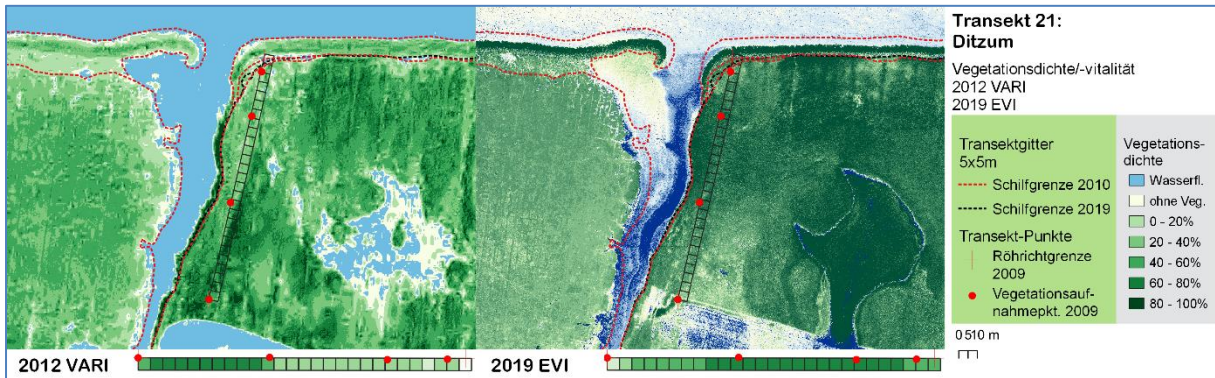 Transekt 21:
Ditzum
Vegetationsdichte/-vitalität
2012 VARI
2019 EVI
Transektgitter
5x5m
Schilfgrenze 2010
Schilfgrenze 2019
Transekt-Punkte
Röhrichtgrenze
2009
Vegetationsauf-
nahmepkt. 2009
Vegetations-
dichte
Wasserfl.
ohne Veg.
0 - 20%
20 - 40%
40 - 60%
60 - 80%
80 - 100%
0 5 10 m
2012 VARI
2019 EVI